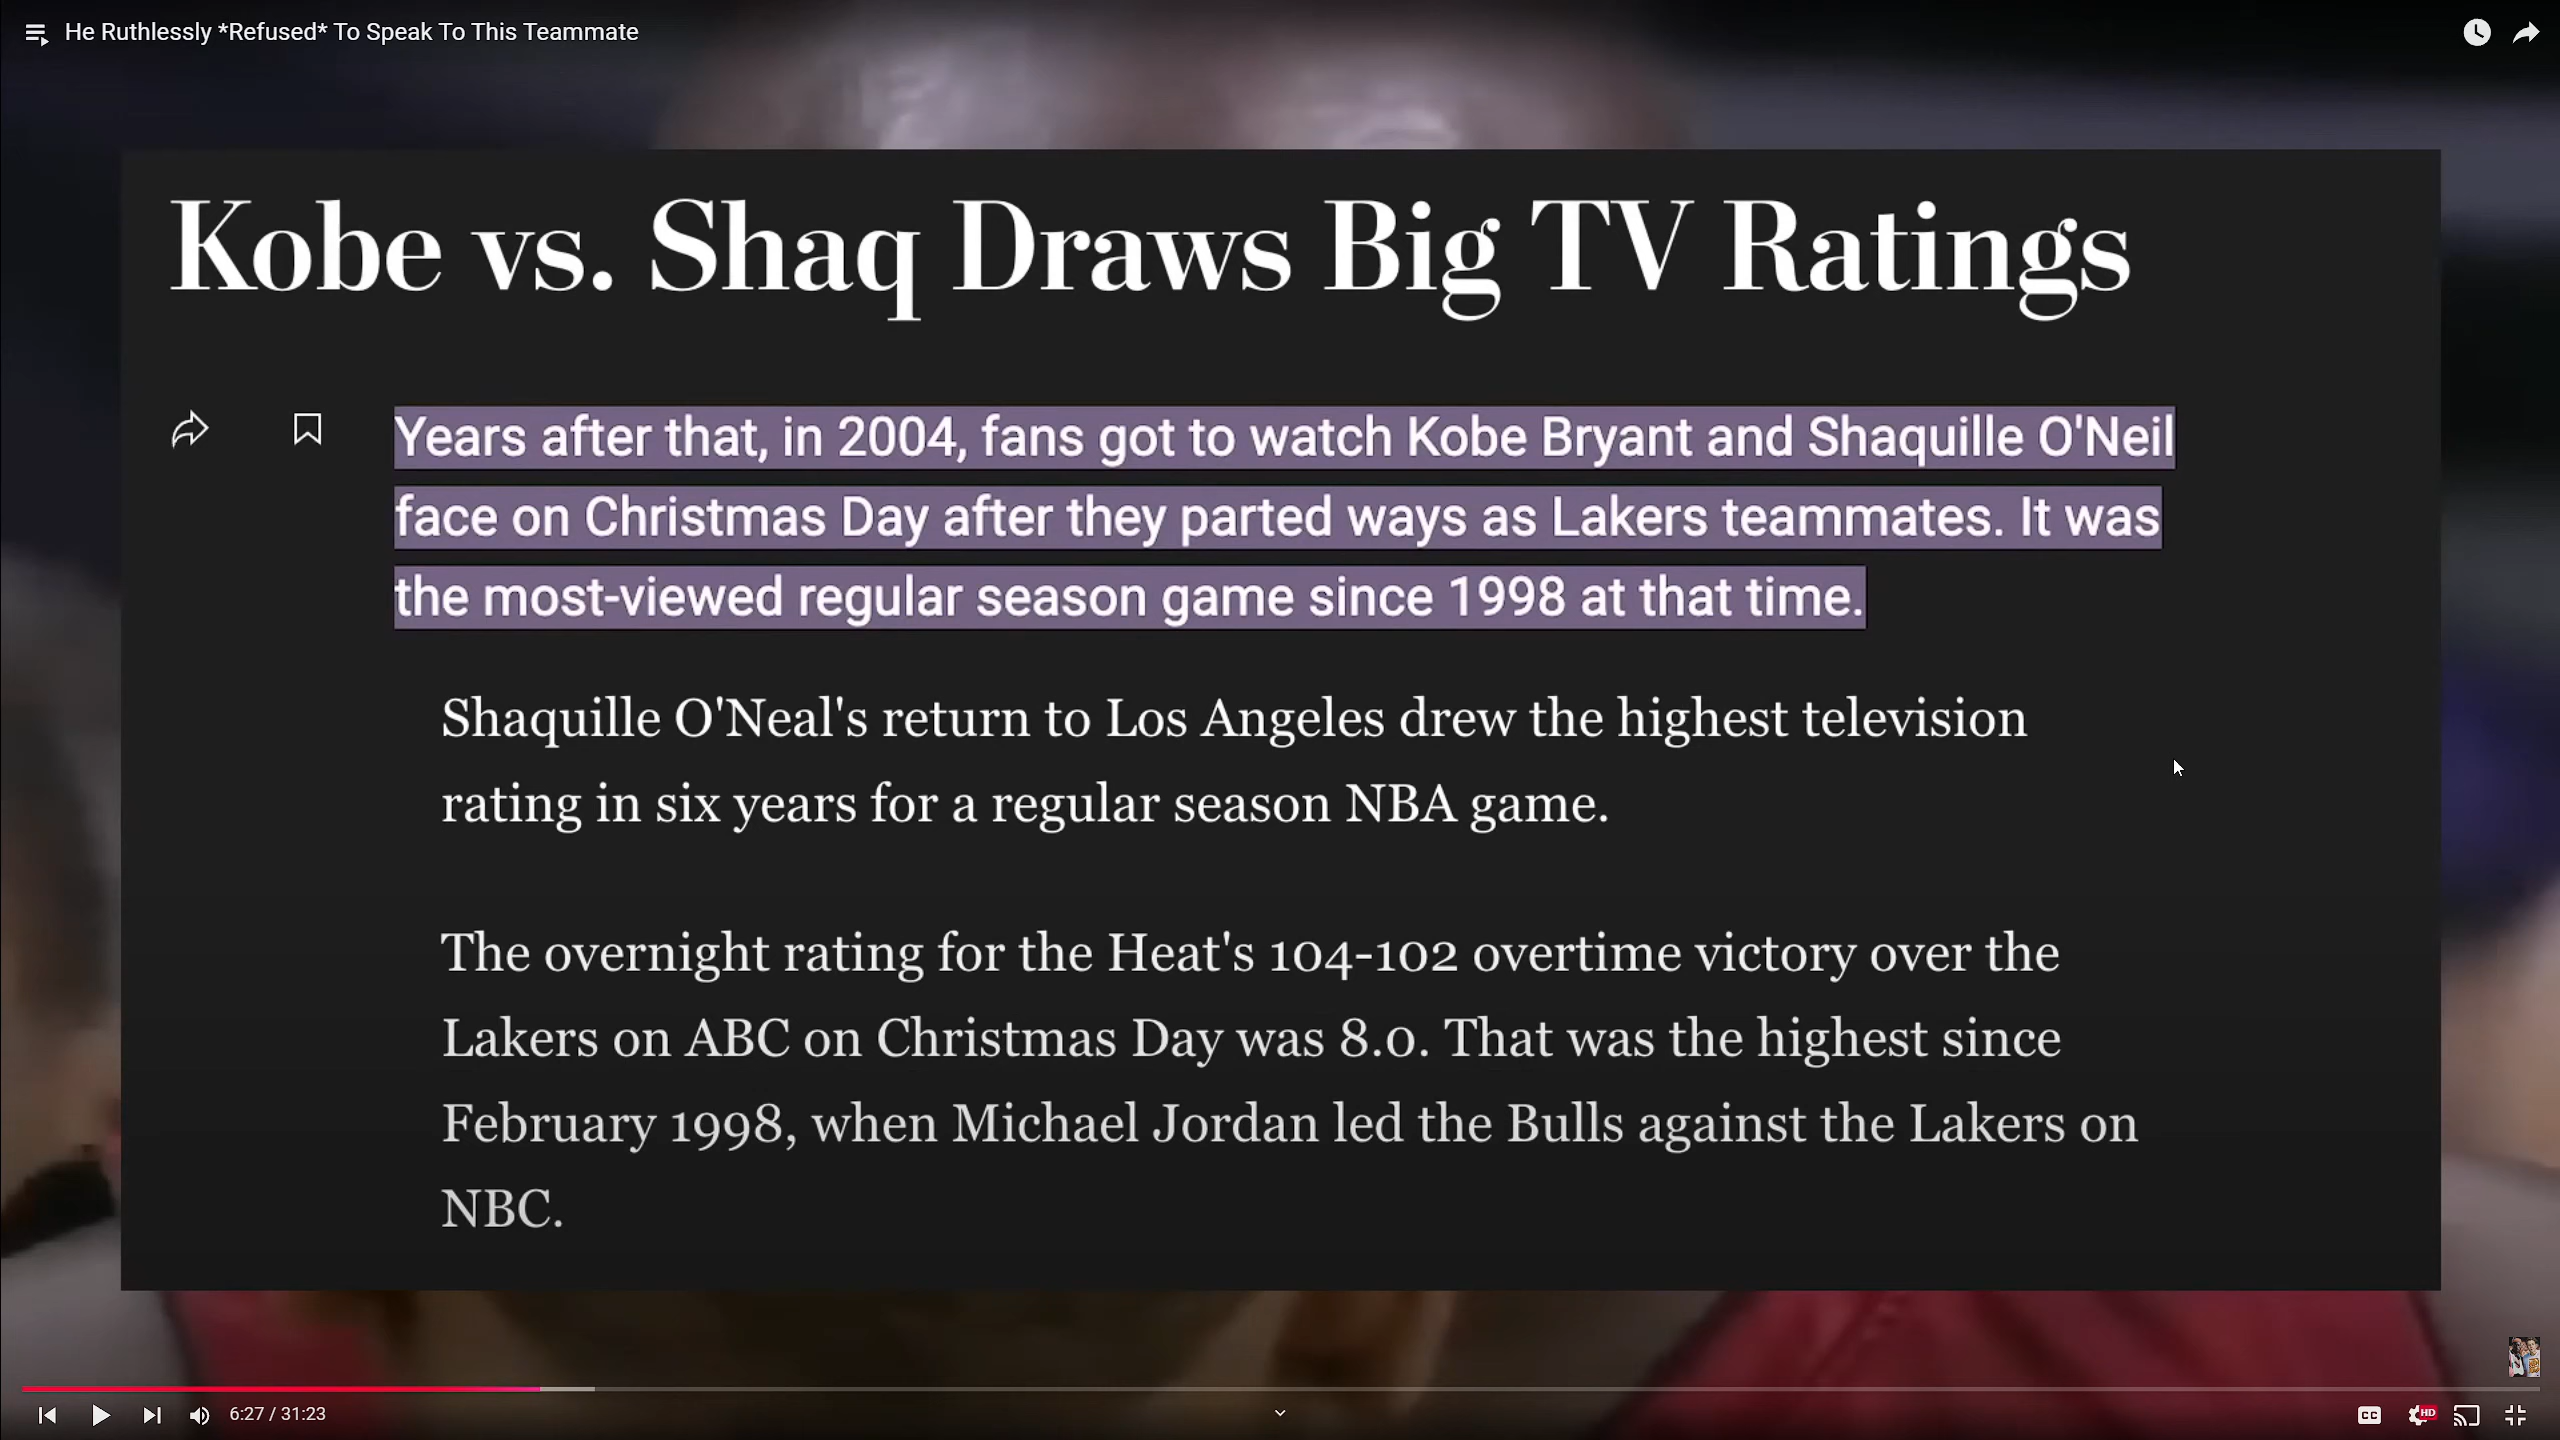 He Ruthlessly *Refused* To Speak To This Teammate
Kobe vs. Shaq Draws Big TV Ratings
Years after that, in 2004, fans got to watch Kobe Bryant and Shaquille O'Neil
face on Christmas Day after they parted ways as Lakers teammates. It was
the most-viewed regular season game since 1998 at that time.
Shaquille O'Neal's return to Los Angeles drew the highest television
rating in six years for a regular season NBA game.
The overnight rating for the Heat's 104-102 overtime victory over the
Lakers on ABC on Christmas Day was 8.0. That was the highest since
February 1998, when Michael Jordan led the Bulls against the Lakers on
NBC.
6:27 / 31:23
CC
HD